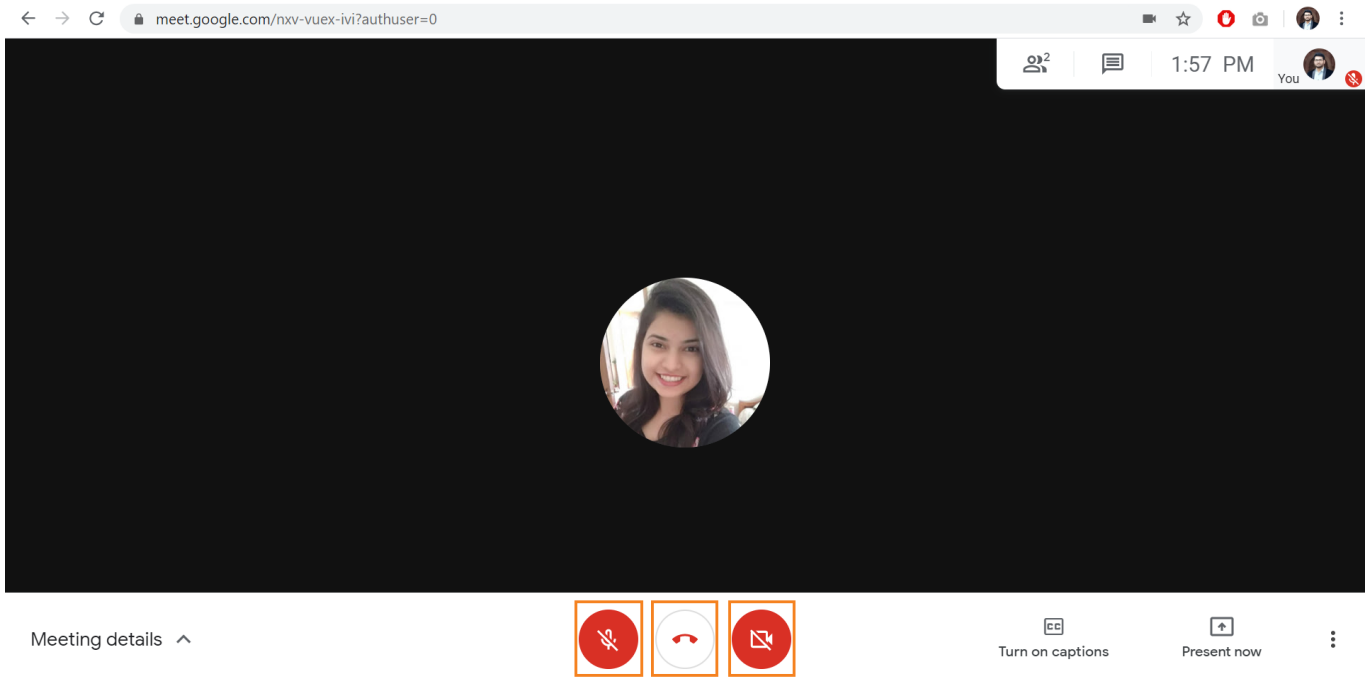 meet.google.com/nxv-vuex-ivi?authuser=0
2
1:57 PM
You
Meeting details
CC
Turn on captions
Present now